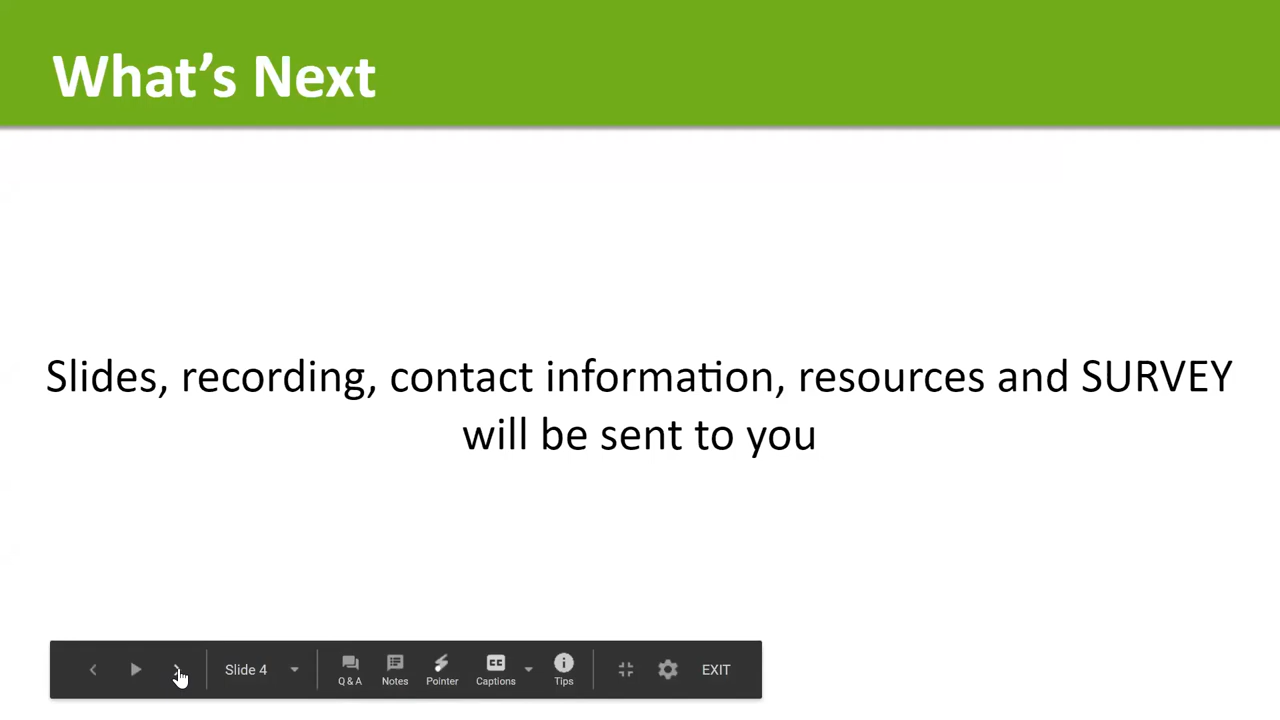 What's Next
Slides, recording, contact information, resources and SURVEY
will be sent to you
Slide 4
Q & A
Notes
Pointer
CC
Captions
Tips
EXIT